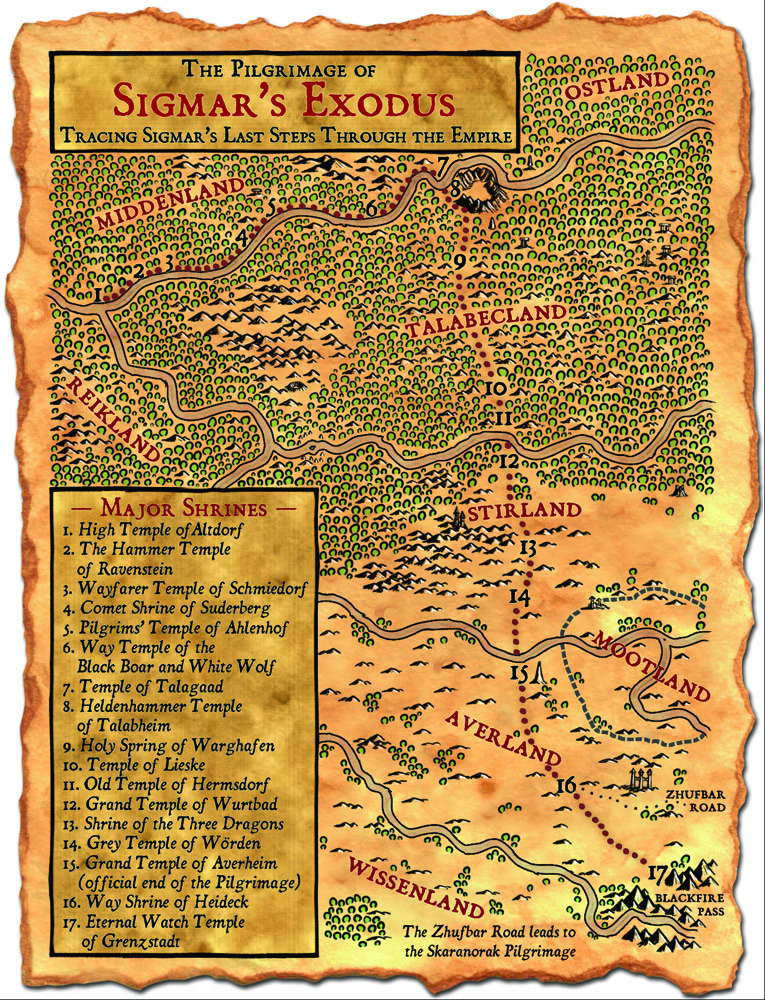 The Pilgrimage of
Sigmar's Exodus
Tracing Sigmar's Last Steps Through the Empire
OSTLAND
MIDDENLAND
7
8
5
6
4
3
2
1
9
TALABECLAND
10
11
REIKLAND
12
STIRLAND
13
14
MOOTLAND
15
AVERLAND
16
ZHUFBAR
ROAD
17
BLACKFIRE
PASS
WISSENLAND
The Zhufbar Road leads to
the Skaranorak Pilgrimage
— Major Shrines —
1. High Temple of Altdorf
2. The Hammer Temple
of Ravenstein
3. Wayfarer Temple of Schmiedorf
4. Comet Shrine of Suderberg
5. Pilgrims' Temple of Ahlenhof
6. Way Temple of the
Black Boar and White Wolf
7. Temple of Talagaad
8. Heldenhammer Temple
of Talabheim
9. Holy Spring of Warghafen
10. Temple of Lieske
11. Old Temple of Hermsdorf
12. Grand Temple of Wurtbad
13. Shrine of the Three Dragons
14. Grey Temple of Wörden
15. Grand Temple of Averheim
(official end of the Pilgrimage)
16. Way Shrine of Heideck
17. Eternal Watch Temple
of Grenzstadt